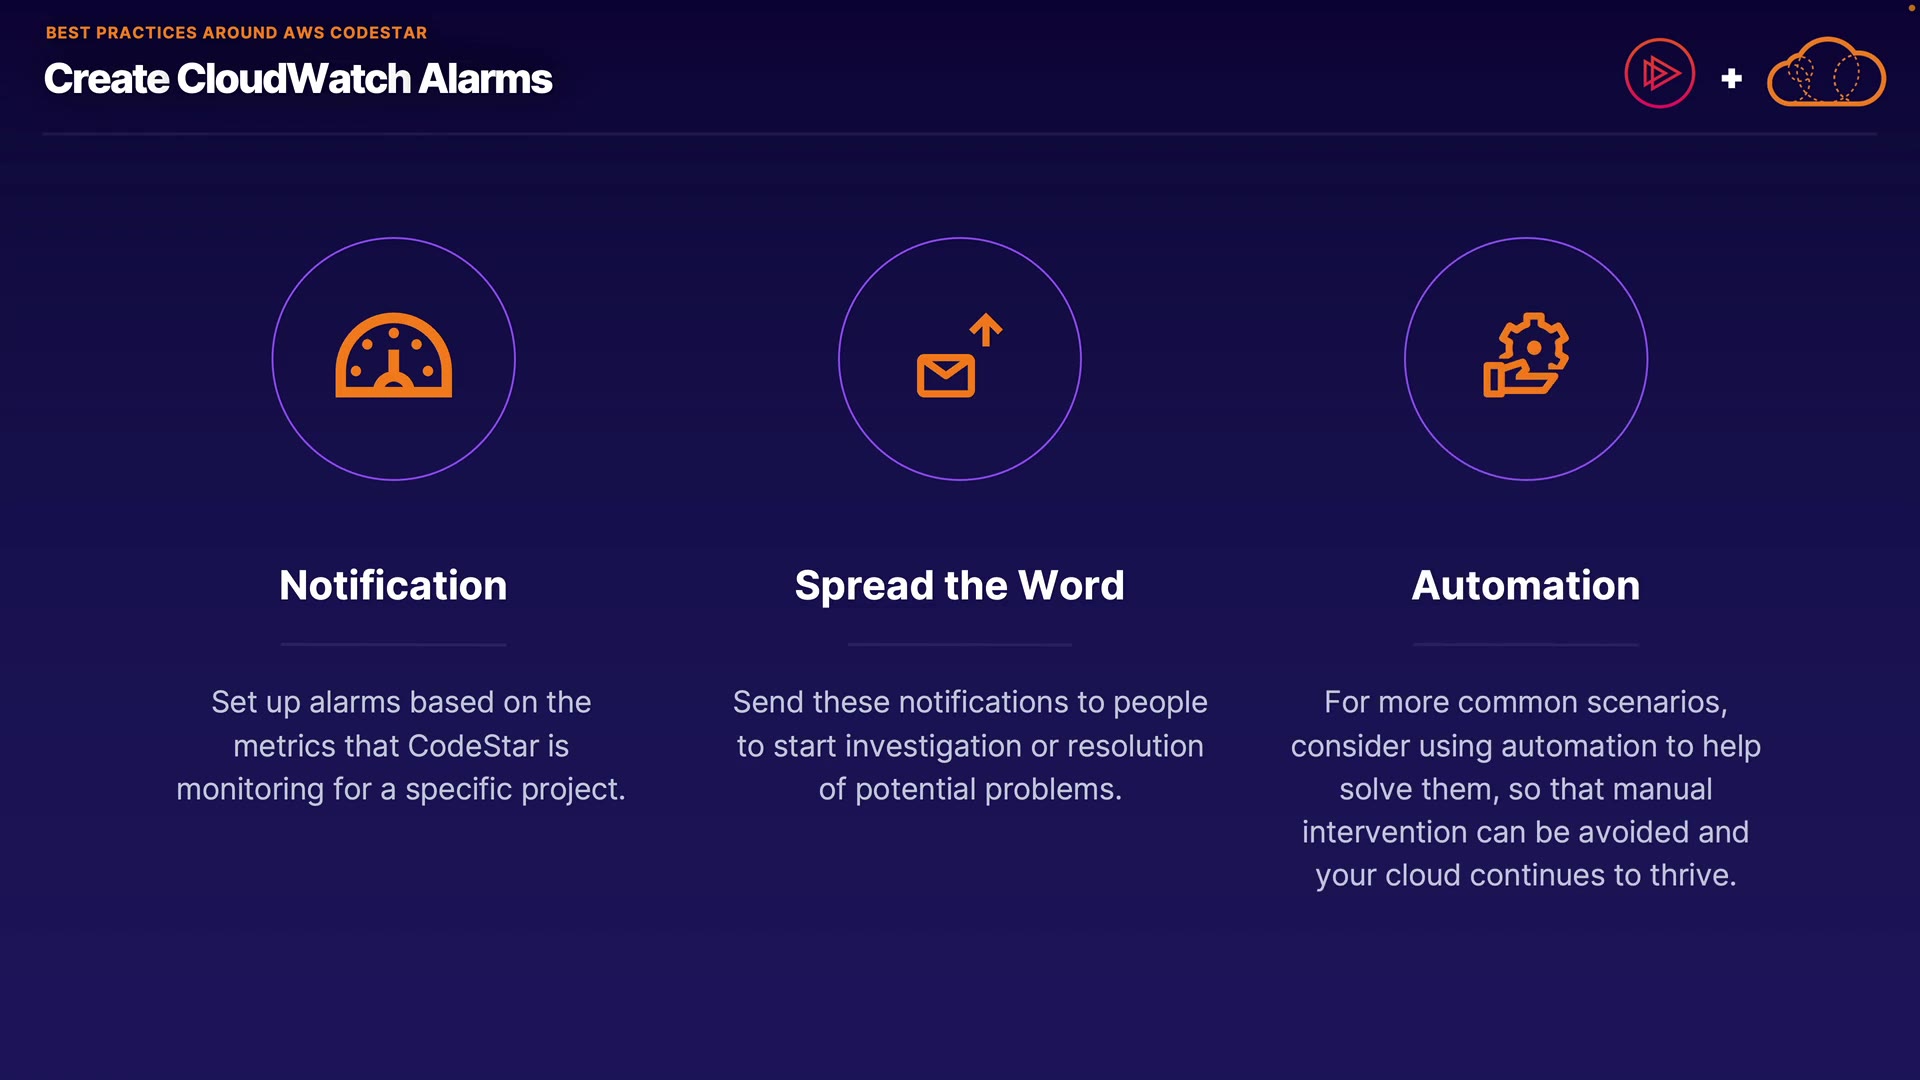 BEST PRACTICES AROUND AWS CODESTAR
Create CloudWatch Alarms
Notification
Set up alarms based on the
metrics that CodeStar is
monitoring for a specific project.
Spread the Word
Send these notifications to people
to start investigation or resolution
of potential problems.
Automation
For more common scenarios,
consider using automation to help
solve them, so that manual
intervention can be avoided and
your cloud continues to thrive.